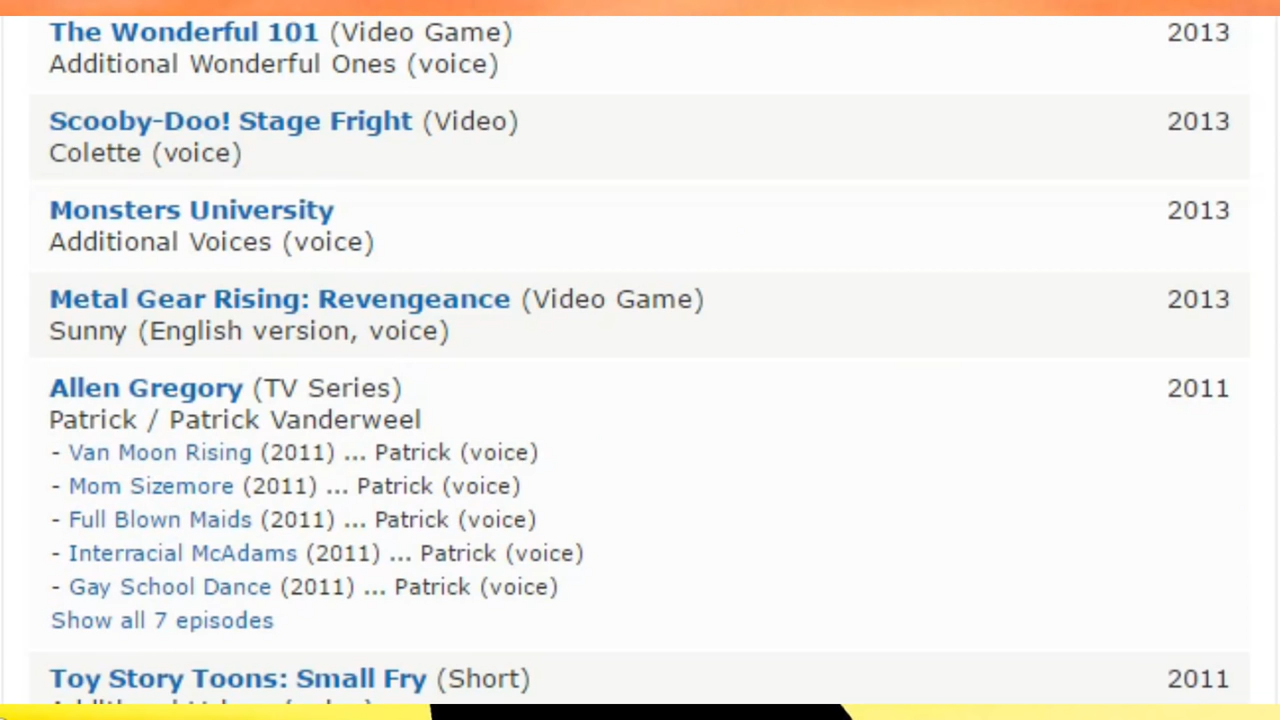 The Wonderful 101 (Video Game) 2013
Additional Wonderful Ones (voice)
Scooby-Doo! Stage Fright (Video) 2013
Colette (voice)
Monsters University 2013
Additional Voices (voice)
Metal Gear Rising: Revengeance (Video Game) 2013
Sunny (English version, voice)
Allen Gregory (TV Series) 2011
Patrick / Patrick Vanderweel
- Van Moon Rising (2011) ... Patrick (voice)
- Mom Sizemore (2011) ... Patrick (voice)
- Full Blown Maids (2011) ... Patrick (voice)
- Interracial McAdams (2011) ... Patrick (voice)
- Gay School Dance (2011) ... Patrick (voice)
Show all 7 episodes
Toy Story Toons: Small Fry (Short) 2011